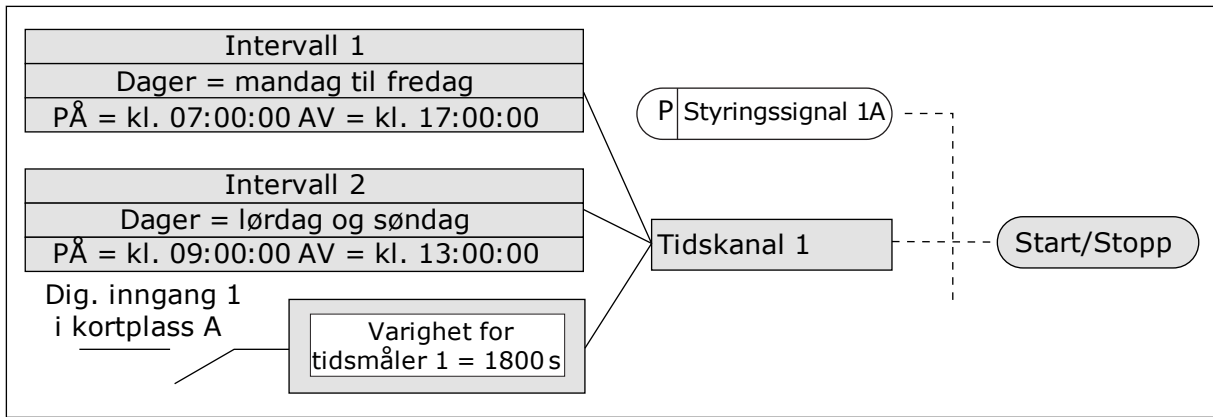 Intervall 1
Dager = mandag til fredag
PÅ = kl. 07:00:00 AV = kl. 17:00:00
P Styringssignal 1A
Intervall 2
Dager = lørdag og søndag
PÅ = kl. 09:00:00 AV = kl. 13:00:00
Tidskanal 1
Start/Stopp
Dig. inngang 1
i kortplass A
Varighet for
tidsmåler 1 = 1800 s